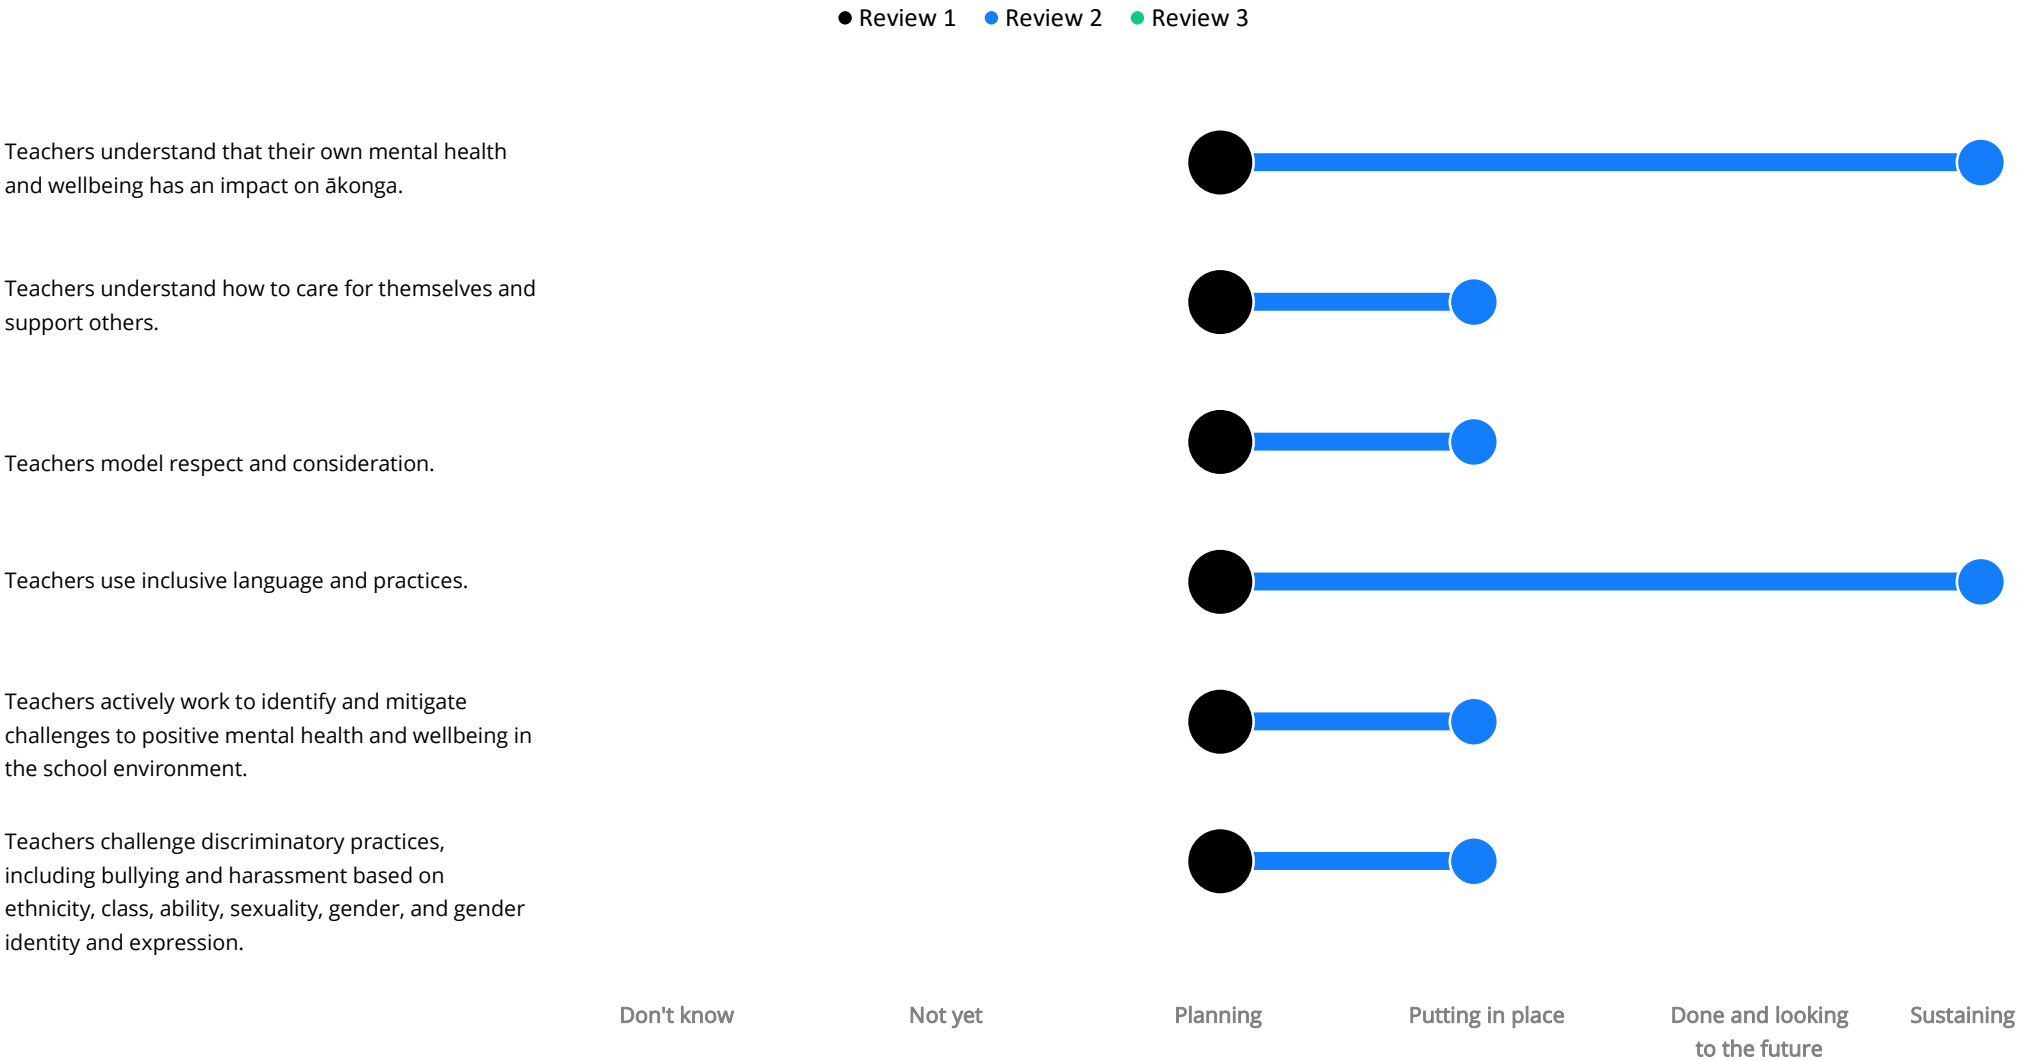 Review 1 Review 2 Review 3
Teachers understand that their own mental health
and wellbeing has an impact on ākonga.
Teachers understand how to care for themselves and
support others.
Teachers model respect and consideration.
Teachers use inclusive language and practices.
Teachers actively work to identify and mitigate
challenges to positive mental health and wellbeing in
the school environment.
Teachers challenge discriminatory practices,
including bullying and harassment based on
ethnicity, class, ability, sexuality, gender, and gender
identity and expression.
Don't know Not yet Planning Putting in place Done and looking Sustaining
to the future